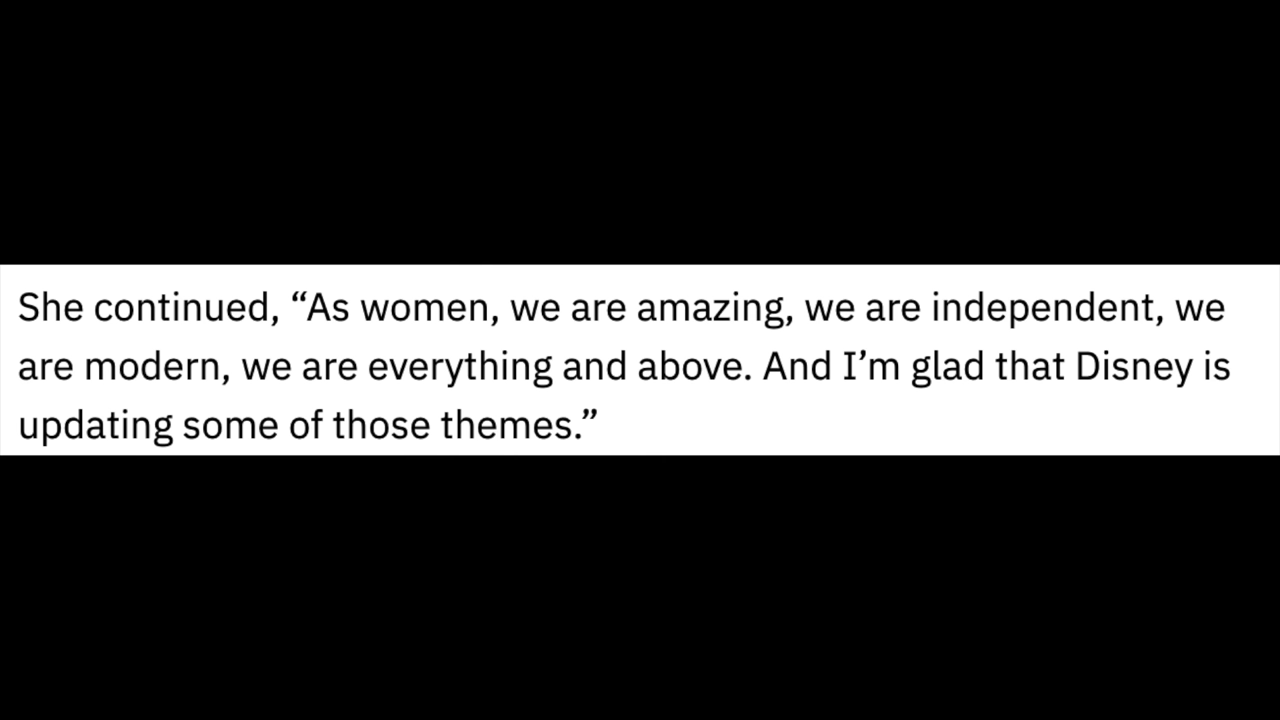 She continued, “As women, we are amazing, we are independent, we
are modern, we are everything and above. And I’m glad that Disney is
updating some of those themes.”